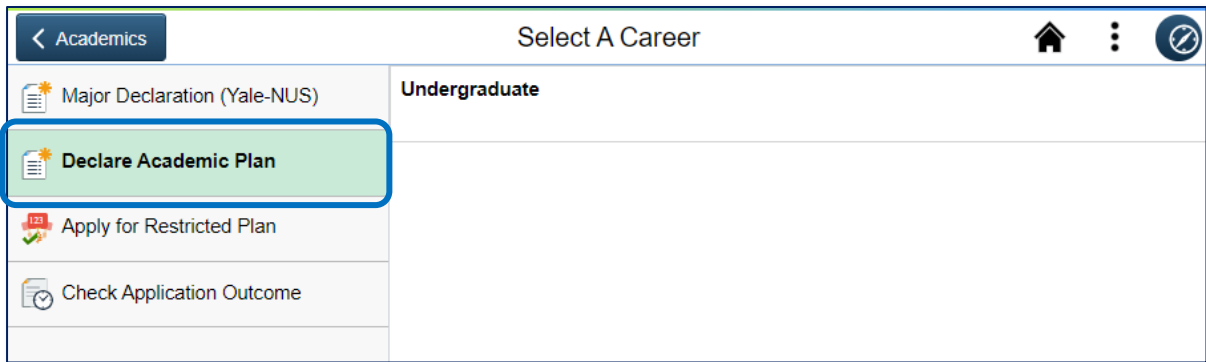 Academics
Select A Career
Major Declaration (Yale-NUS)
Undergraduate
Declare Academic Plan
123
Apply for Restricted Plan
Check Application Outcome